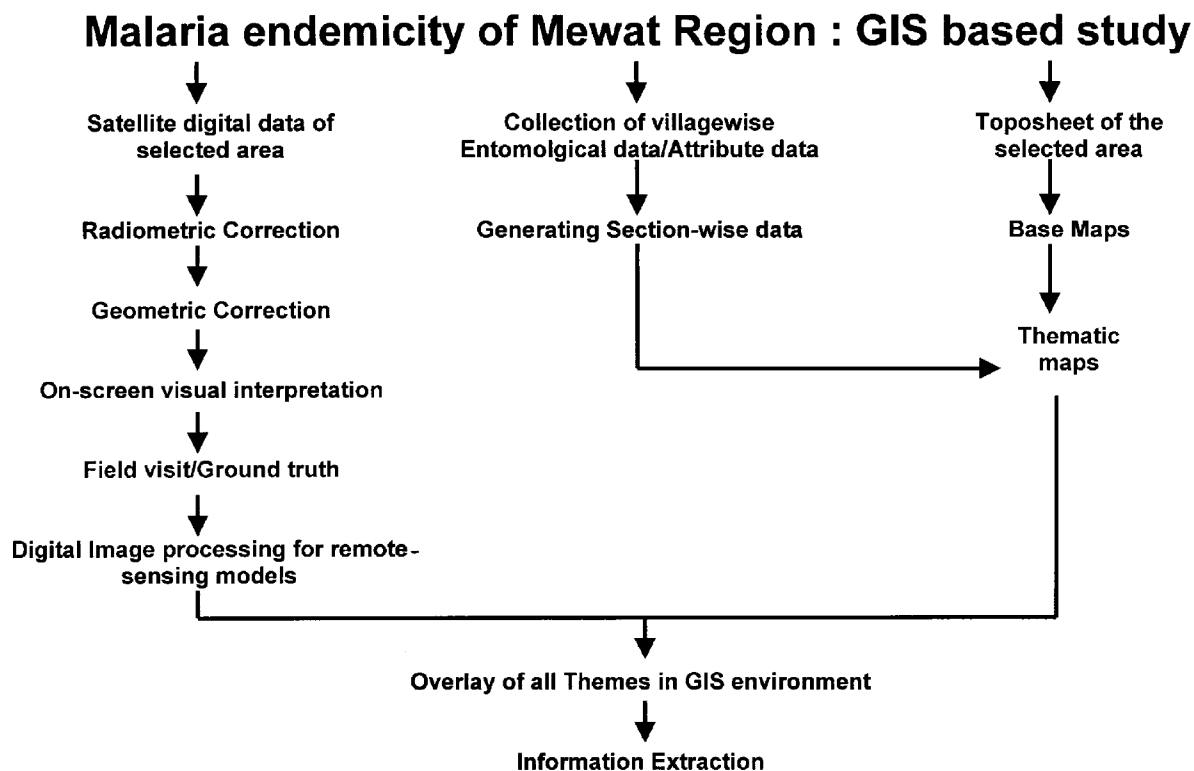 Malaria endemicity of Mewat Region : GIS based study
Satellite digital data of
selected area
Radiometric Correction
Geometric Correction
On-screen visual interpretation
Field visit/Ground truth
Digital Image processing for remote-
sensing models
Collection of villagewise
Entomolgical data/Attribute data
Generating Section-wise data
Toposheet of the
selected area
Base Maps
Thematic
maps
Overlay of all Themes in GIS environment
Information Extraction